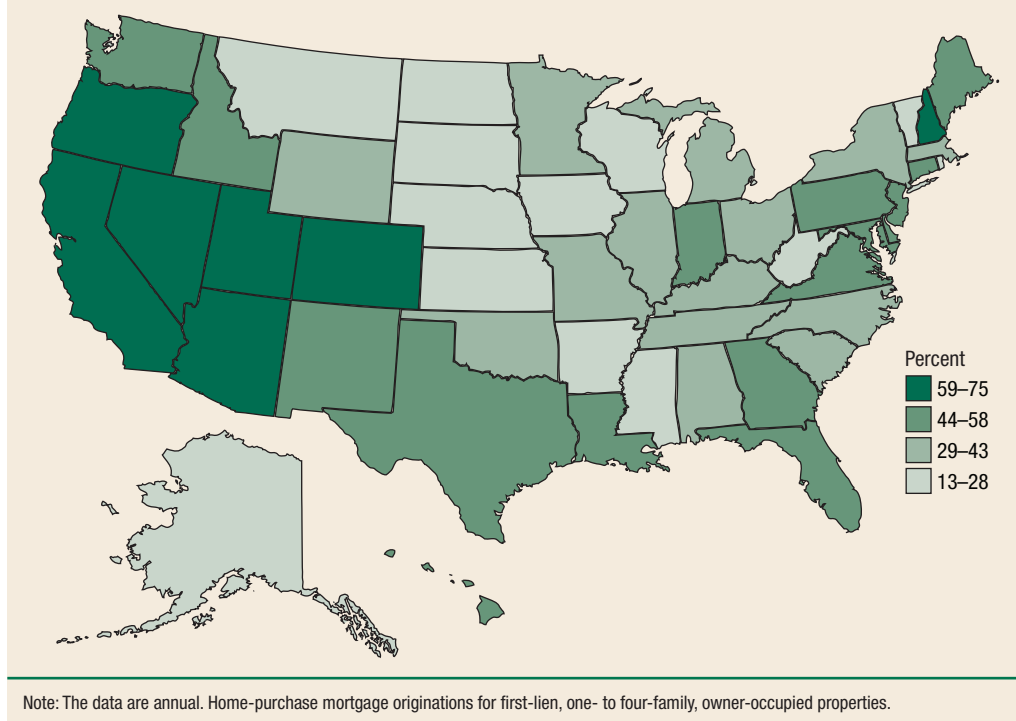 Percent
59–75
44–58
29–43
13–28
Note: The data are annual. Home-purchase mortgage originations for first-lien, one- to four-family, owner-occupied properties.